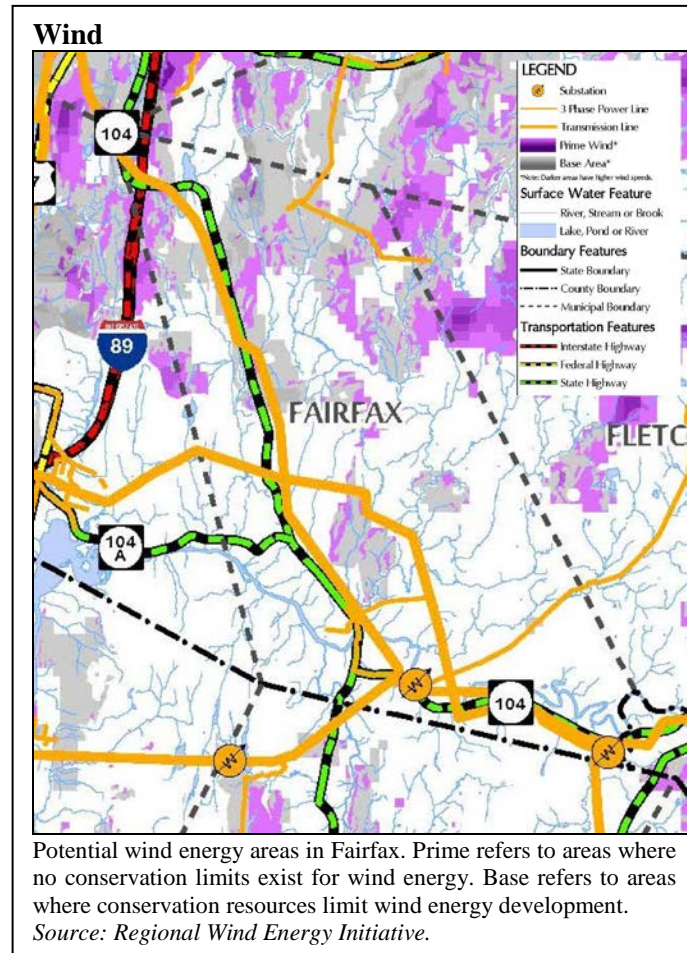 Wind
LEGEND
Substation
3 Phase Power Line
Transmission Line
Prime Wind*
Base Area*
*Note: Darker areas have higher wind speeds.
Surface Water Feature
River, Stream or Brook
Lake, Pond or River
Boundary Features
State Boundary
County Boundary
Municipal Boundary
Transportation Features
Interstate Highway
Federal Highway
State Highway
104
7
INTERSTATE
89
FAIRFAX
FLETC
104
A
104
Potential wind energy areas in Fairfax. Prime refers to areas where
no conservation limits exist for wind energy. Base refers to areas
where conservation resources limit wind energy development.
Source: Regional Wind Energy Initiative.